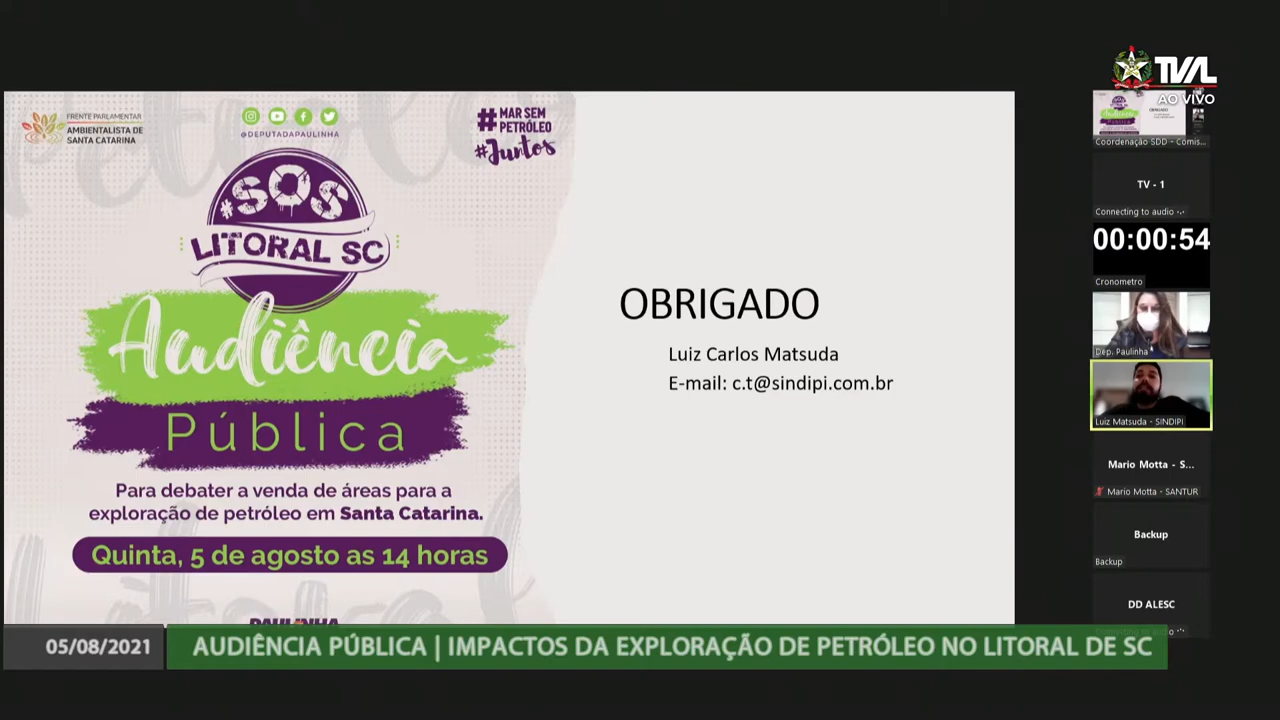 FRENTE PARLAMENTAR
AMBIENTALISTA DE
SANTA CATARINA
@DEPUTADAPAULINHA
#MAR SEM
PETRÓLEO
#Juntos
#SOS
LITORAL SC
Audiência
Pública
Para debater a venda de áreas para a
exploração de petróleo em Santa Catarina.
Quinta, 5 de agosto as 14 horas
PAULINHA
OBRIGADO
Luiz Carlos Matsuda
E-mail: c.t@sindipi.com.br
TVAL
AO VIVO
OBRIGADO
Coordenação SDD - Comis...
TV - 1
Connecting to audio
00:00:54
Cronometro
Dep. Paulinha
Luiz Matsuda - SINDIPI
Mario Motta - S...
Mario Motta - SANTUR
Backup
Backup
DD ALESC
05/08/2021
AUDIÊNCIA PÚBLICA | IMPACTOS DA EXPLORAÇÃO DE PETRÓLEO NO LITORAL DE SC